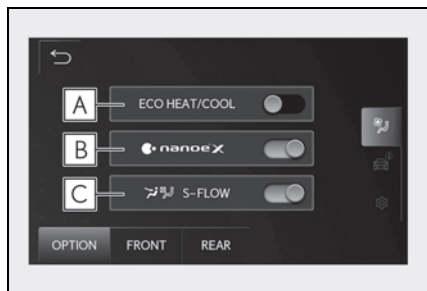 A
ECO HEAT/COOL
B
nanoe X
C
S-FLOW
OPTION FRONT REAR